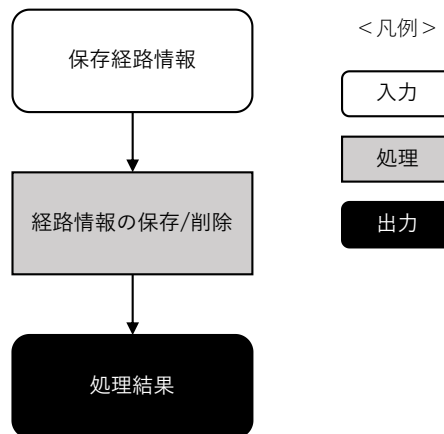 保存経路情報
経路情報の保存/削除
処理結果
＜凡例＞
入力
処理
出力